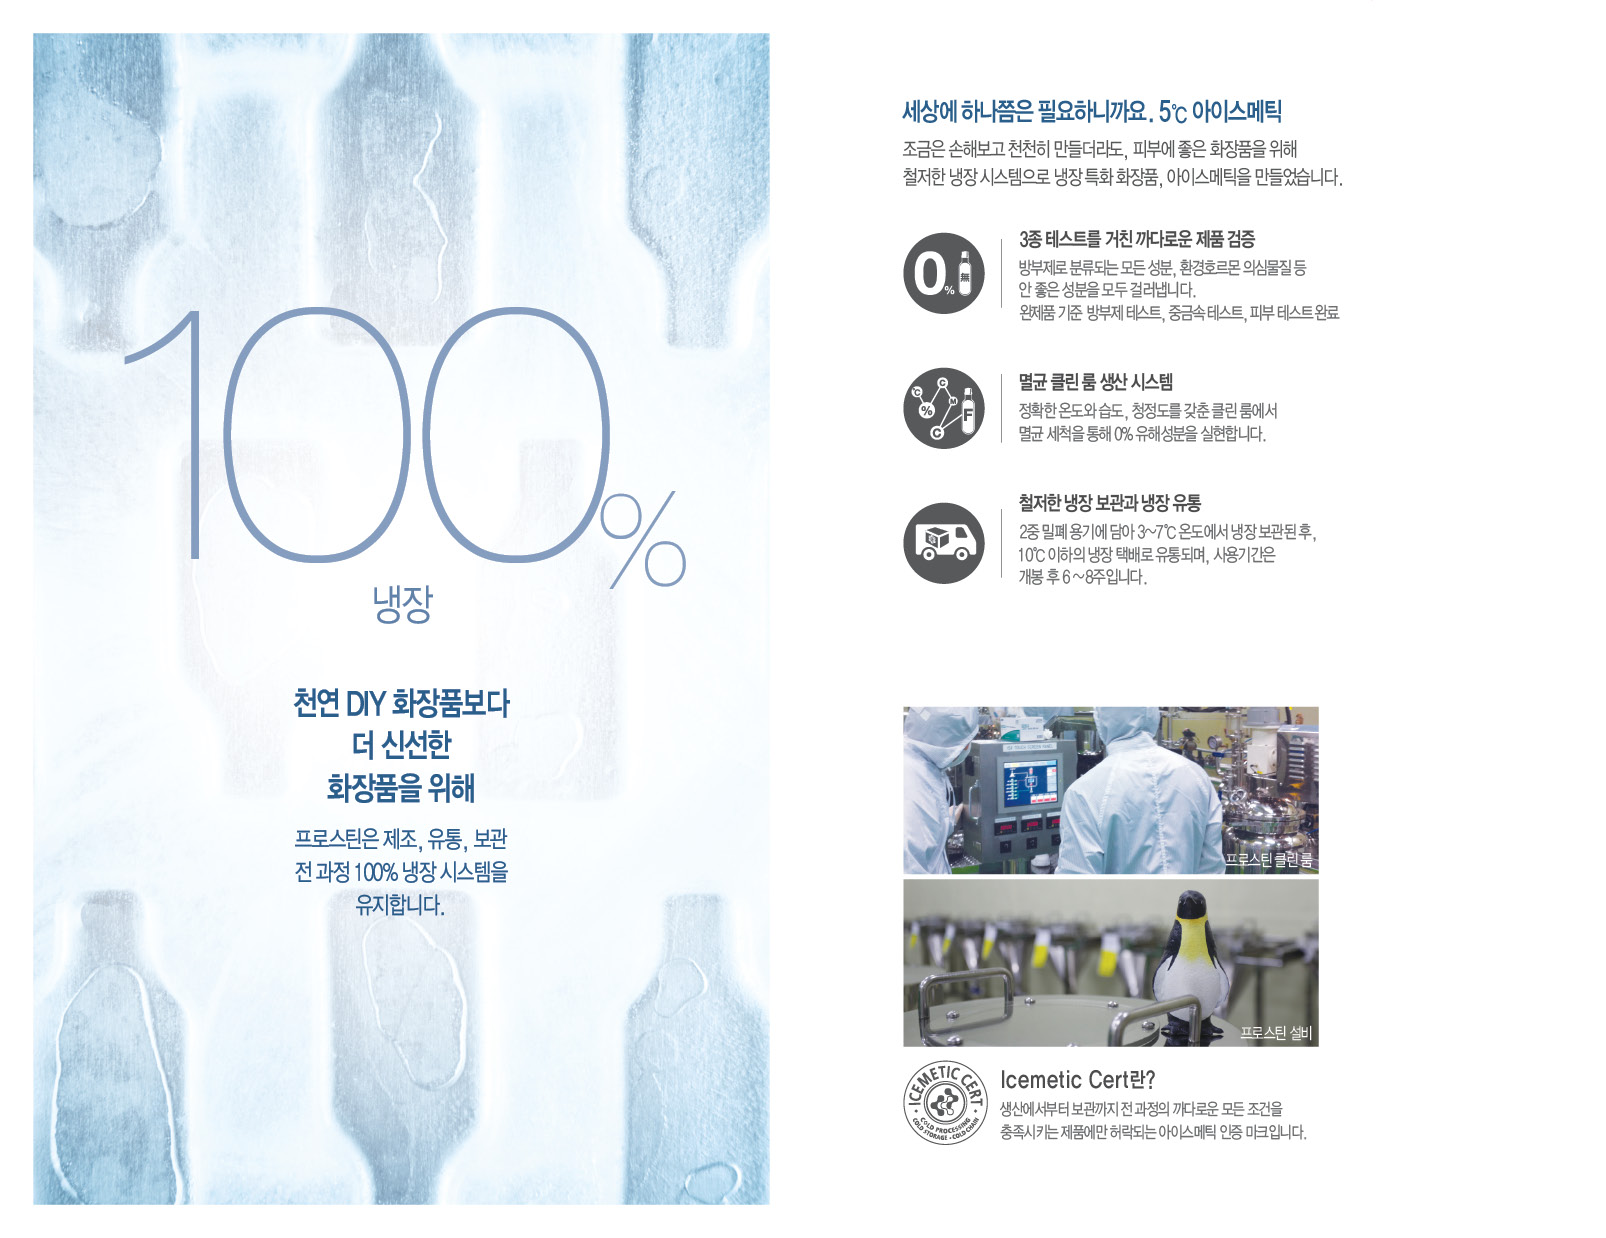 100%
냉장
천연 DIY 화장품보다
더 신선한
화장품을 위해
프로스틴은 제조, 유통, 보관
전 과정 100% 냉장 시스템을
유지합니다.
세상에 하나쯤은 필요하니까요. 5℃ 아이스메틱
조금은 손해보고 천천히 만들더라도, 피부에 좋은 화장품을 위해
철저한 냉장 시스템으로 냉장 특화 화장품, 아이스메틱을 만들었습니다.
0% 無
3종 테스트를 거친 까다로운 제품 검증
방부제로 분류되는 모든 성분, 환경호르몬 의심물질 등
안 좋은 성분을 모두 걸러냅니다.
완제품 기준 방부제 테스트, 중금속 테스트, 피부 테스트 완료
℃ C % M C F
멸균 클린 룸 생산 시스템
정확한 온도와 습도, 청정도를 갖춘 클린 룸에서
멸균 세척을 통해 0% 유해성분을 실현합니다.
철저한 냉장 보관과 냉장 유통
2중 밀폐 용기에 담아 3~7℃ 온도에서 냉장 보관된 후,
10℃ 이하의 냉장 택배로 유통되며, 사용기간은
개봉 후 6~8주입니다.
프로스틴 클린 룸
프로스틴 설비
ICEMETIC CERT
COLD PROCESSING
COLD STORAGE • COLD CHAIN
Icemetic Cert란?
생산에서부터 보관까지 전 과정의 까다로운 모든 조건을
충족시키는 제품에만 허락되는 아이스메틱 인증 마크입니다.